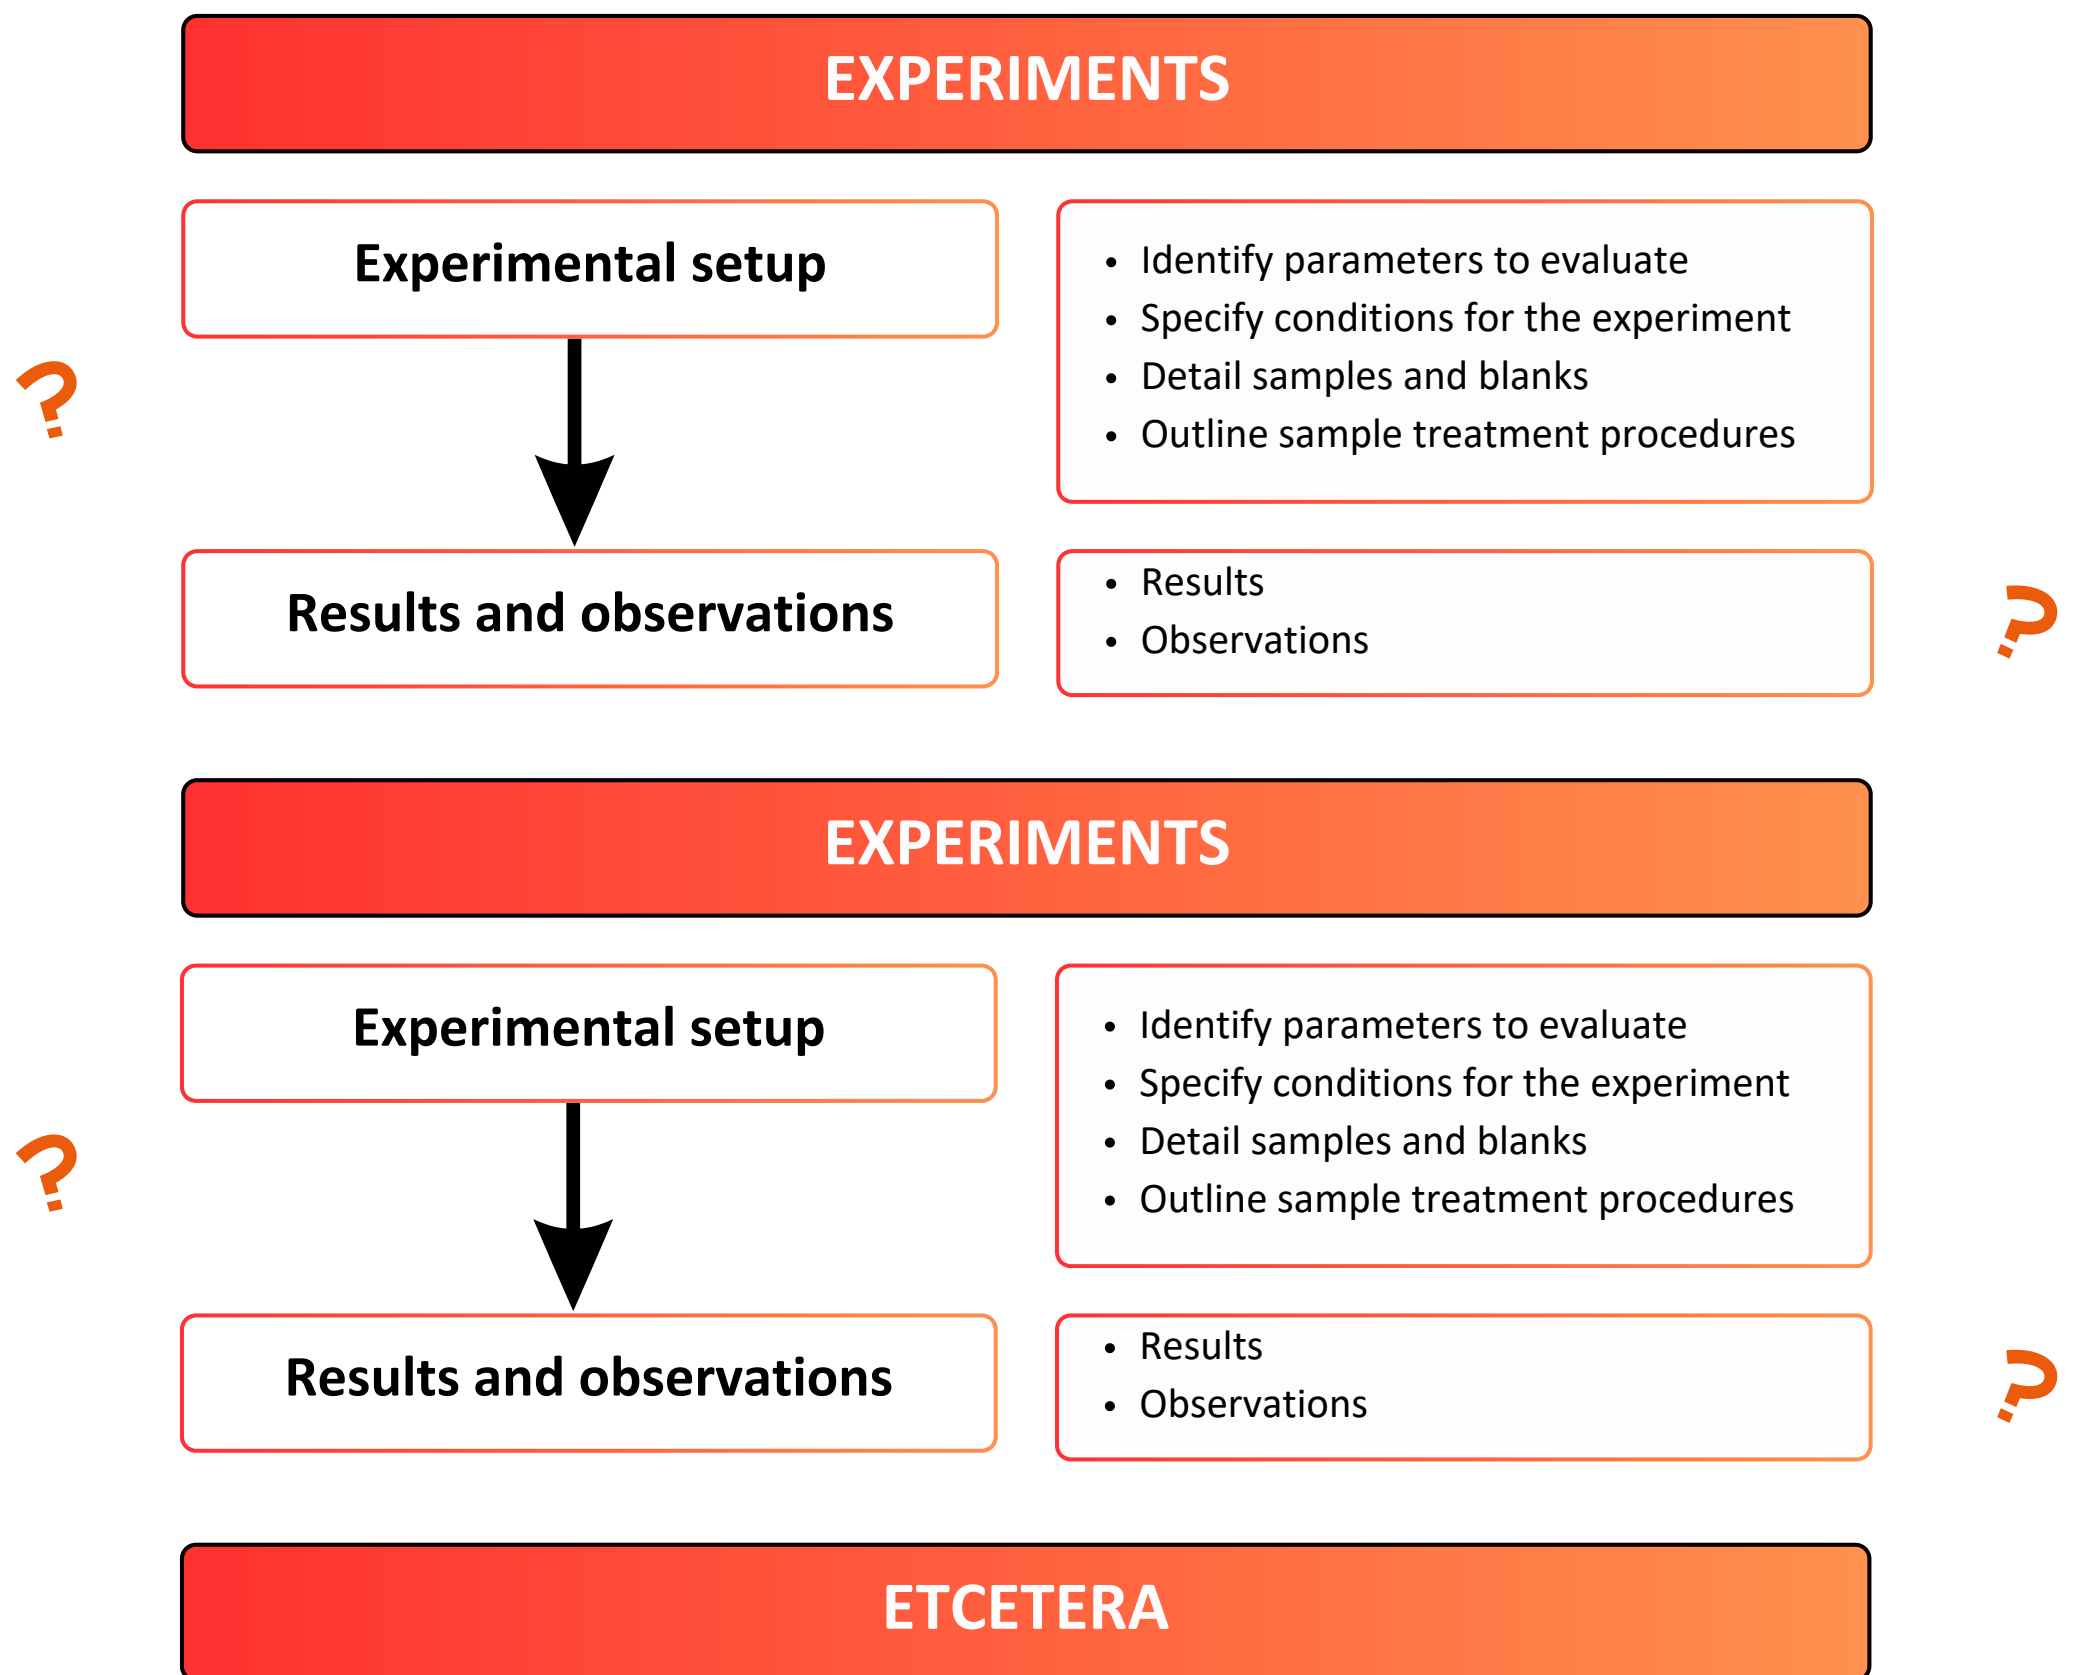 EXPERIMENTS
Experimental setup
• Identify parameters to evaluate
• Specify conditions for the experiment
• Detail samples and blanks
• Outline sample treatment procedures
?
Results and observations
• Results
• Observations
?
EXPERIMENTS
Experimental setup
• Identify parameters to evaluate
• Specify conditions for the experiment
• Detail samples and blanks
• Outline sample treatment procedures
?
Results and observations
• Results
• Observations
?
ETCETERA